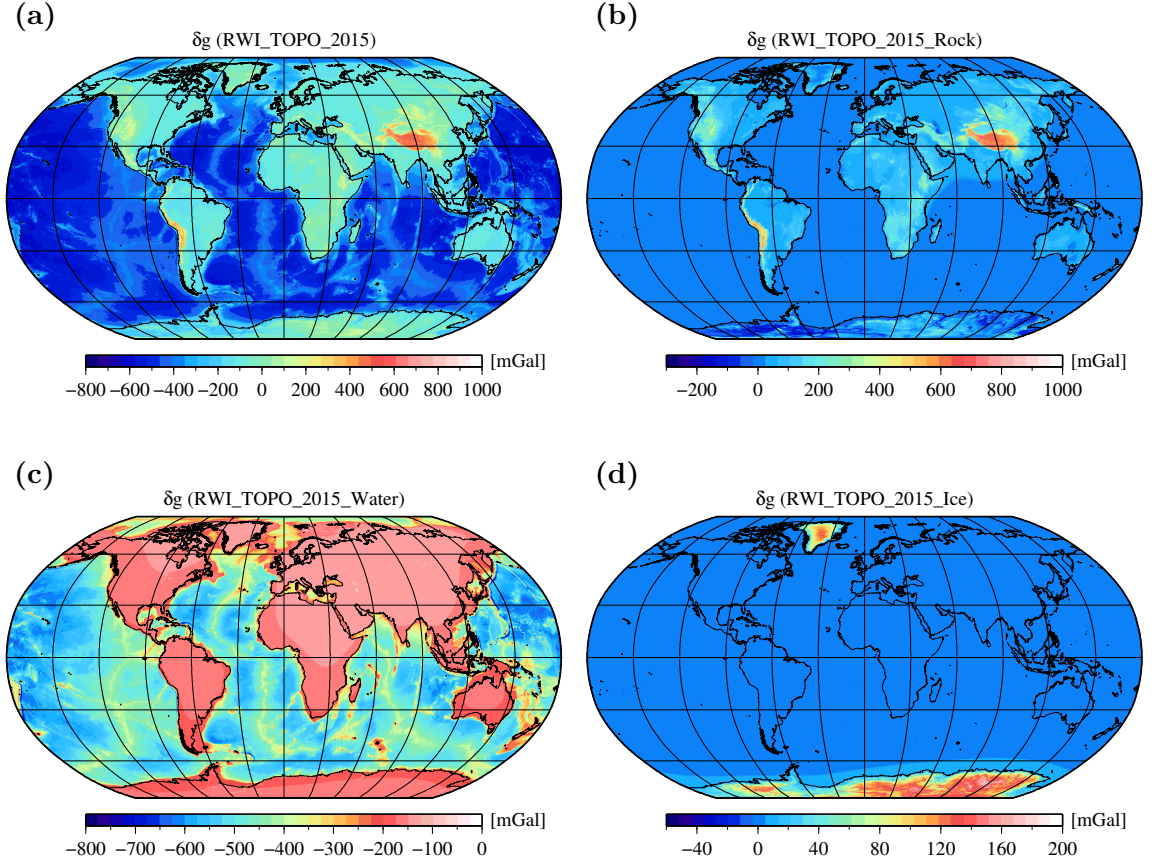 (a)
δg (RWI_TOPO_2015)
[mGal]
−800 −600 −400 −200 0 200 400 600 800 1000
(b)
δg (RWI_TOPO_2015_Rock)
[mGal]
−200 0 200 400 600 800 1000
(c)
δg (RWI_TOPO_2015_Water)
[mGal]
−800 −700 −600 −500 −400 −300 −200 −100 0
(d)
δg (RWI_TOPO_2015_Ice)
[mGal]
−40 0 40 80 120 160 200